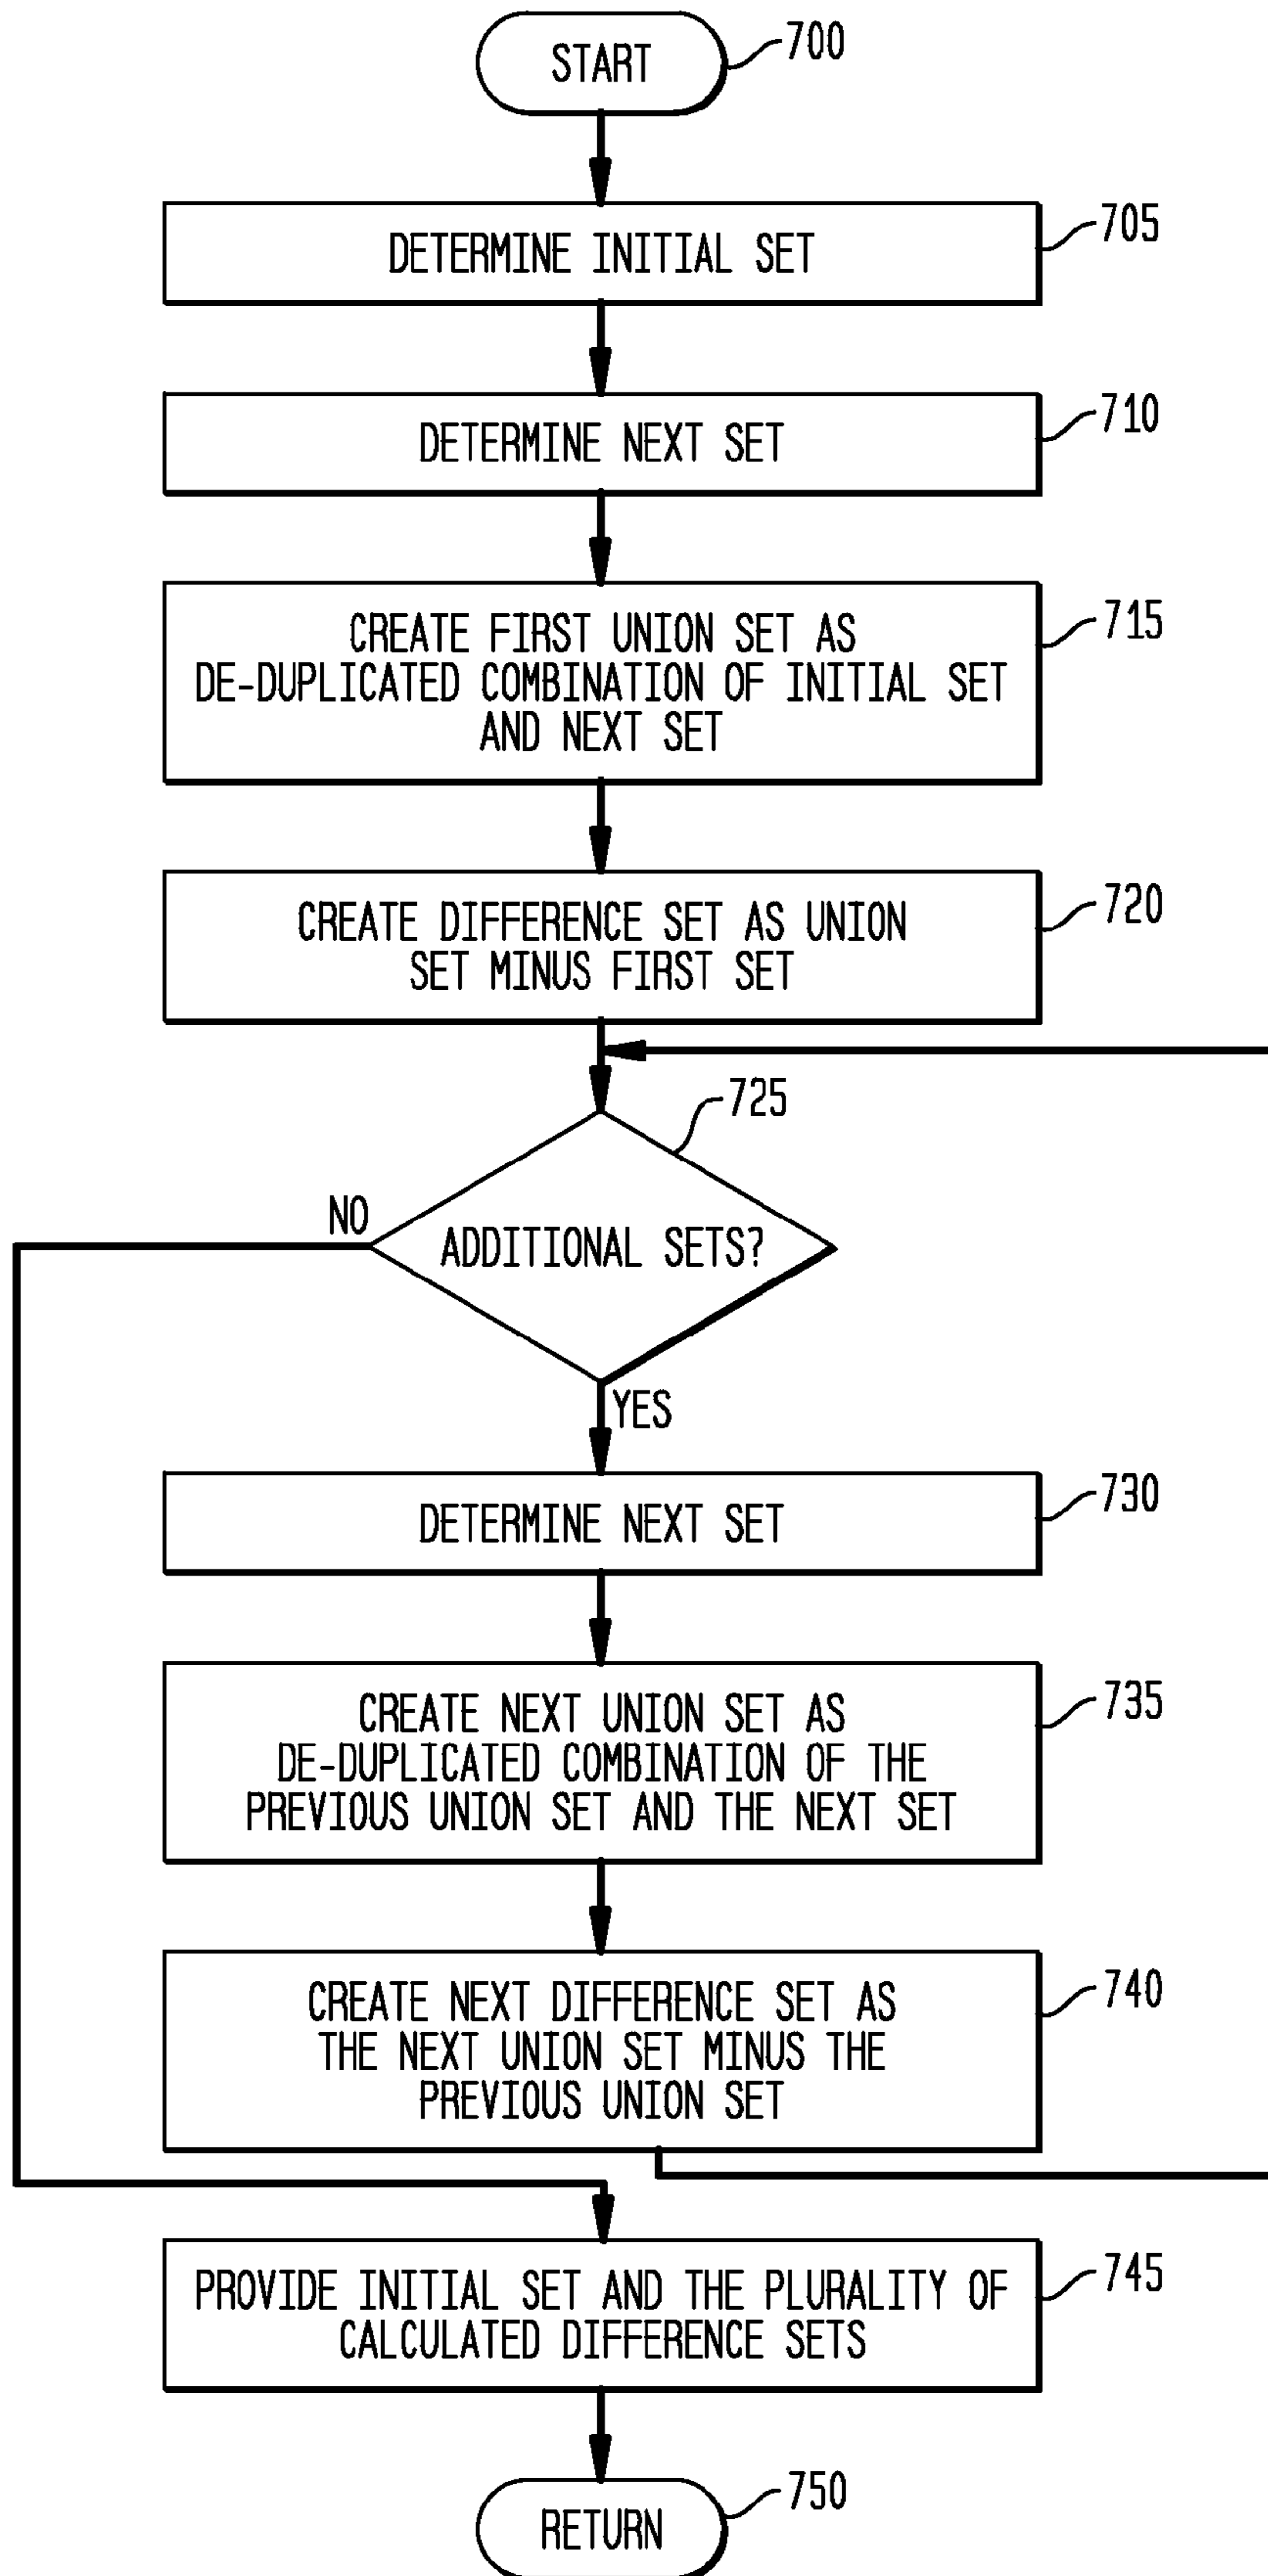 START
700
DETERMINE INITIAL SET
705
DETERMINE NEXT SET
710
CREATE FIRST UNION SET AS
DE-DUPLICATED COMBINATION OF INITIAL SET
AND NEXT SET
715
CREATE DIFFERENCE SET AS UNION
SET MINUS FIRST SET
720
725
NO
ADDITIONAL SETS?
YES
DETERMINE NEXT SET
730
CREATE NEXT UNION SET AS
DE-DUPLICATED COMBINATION OF THE
PREVIOUS UNION SET AND THE NEXT SET
735
CREATE NEXT DIFFERENCE SET AS
THE NEXT UNION SET MINUS THE
PREVIOUS UNION SET
740
PROVIDE INITIAL SET AND THE PLURALITY OF
CALCULATED DIFFERENCE SETS
745
RETURN
750